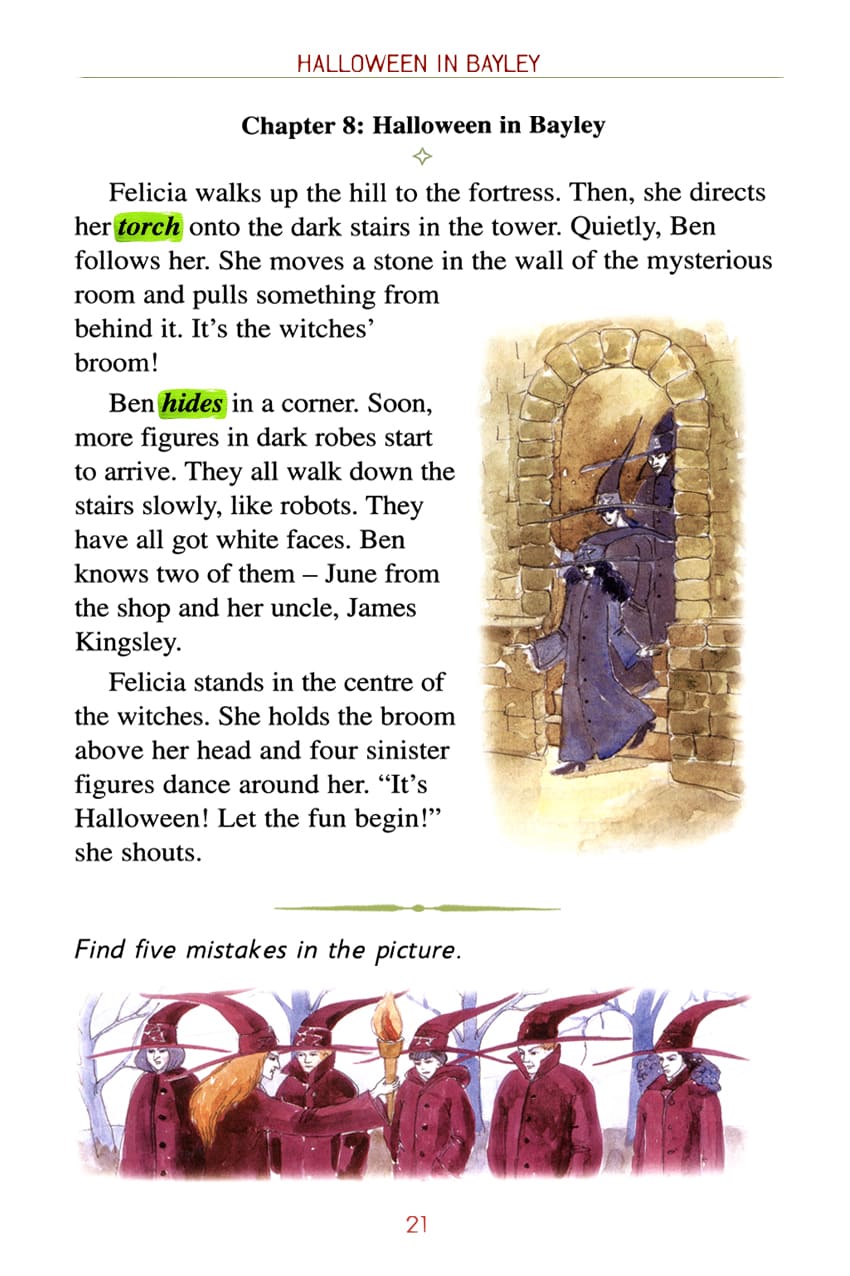 HALLOWEEN IN BAYLEY
Chapter 8: Halloween in Bayley
Felicia walks up the hill to the fortress. Then, she directs
her torch onto the dark stairs in the tower. Quietly, Ben
follows her. She moves a stone in the wall of the mysterious
room and pulls something from
behind it. It’s the witches’
broom!
Ben hides in a corner. Soon,
more figures in dark robes start
to arrive. They all walk down the
stairs slowly, like robots. They
have all got white faces. Ben
knows two of them – June from
the shop and her uncle, James
Kingsley.
Felicia stands in the centre of
the witches. She holds the broom
above her head and four sinister
figures dance around her. “It’s
Halloween! Let the fun begin!”
she shouts.
Find five mistakes in the picture.
21